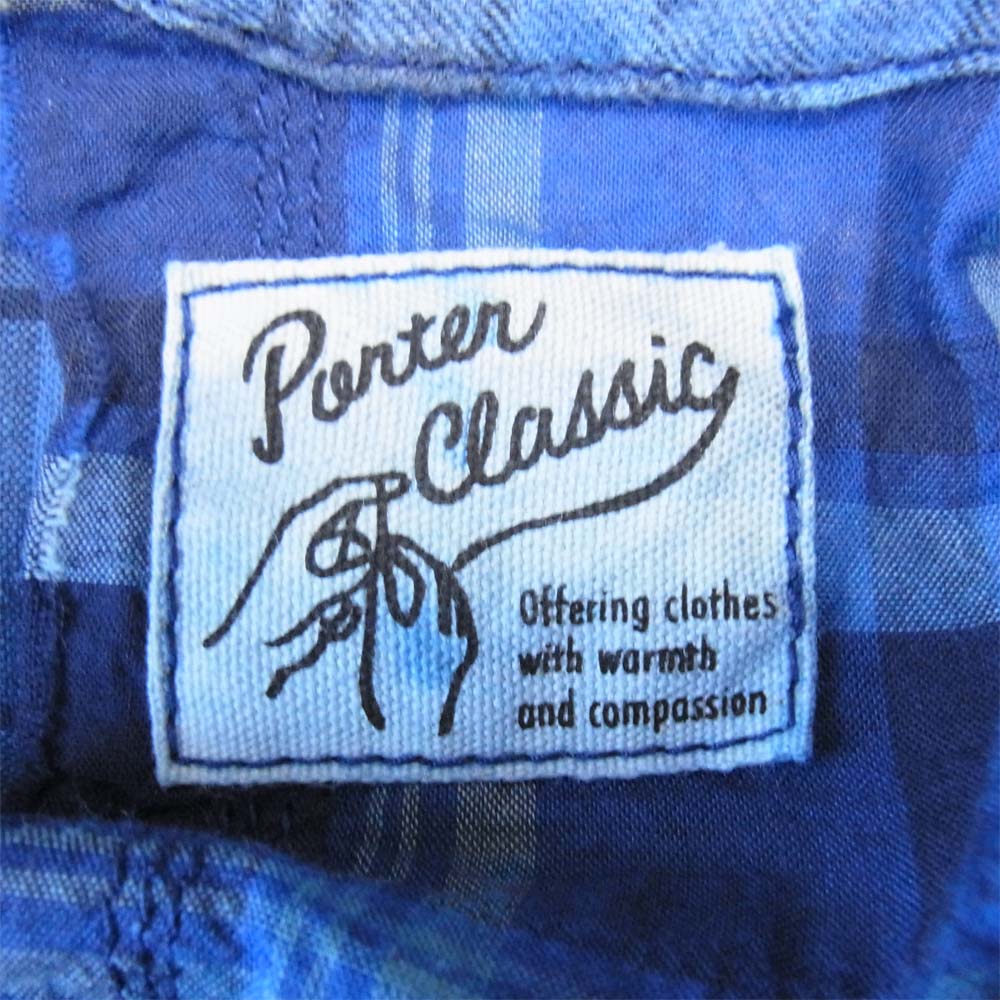 Porter
Classic
Offering clothes
with warmth
and compassion